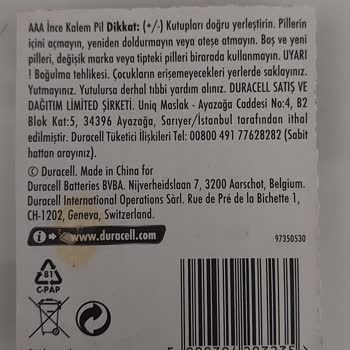 AAA İnce Kalem Pil Dikkat: (+/-) Kutupları doğru yerleştirin. Pillerin
içini açmayın, yeniden doldurmayın veya ateşe atmayın. Boş ve yeni
pilleri, değişik marka veya tipteki pilleri birarada kullanmayın. UYARI
! Boğulma tehlikesi. Çocukların erişemeyecekleri yerlerde saklayınız.
Yutmayınız. Yutulursa derhal tıbbi yardım alınız. DURACELL SATIŞ
VE DAĞITIM LİMİTED ŞİRKETİ. Uniq Maslak - Ayazağa Caddesi No:4, B2
Blok Kat:5, 34396 Ayazağa, Sarıyer/İstanbul tarafından ithal
edilmiştir. Duracell Tüketici İlişkileri Tel: 00800 491 77628282 (Sabit
hattan arayınız).
© Duracell. Made in China for
Duracell Batteries BVBA. Nijverheidslaan 7, 3200 Aarschot, Belgium.
Duracell International Operations Sàrl. Rue de Pré de la Bichette 1,
CH-1202, Geneva, Switzerland.
i www.duracell.com
97350530
81
C-PAP